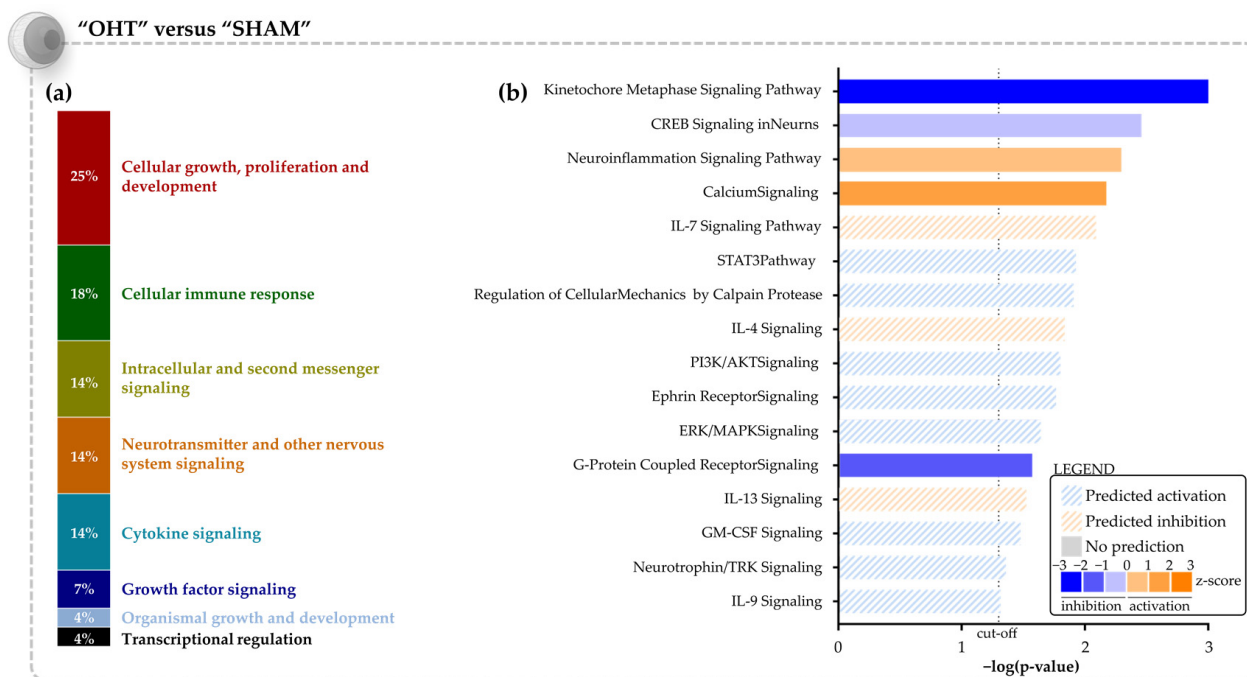 “OHT” versus “SHAM”
(a)
25%
Cellular growth, proliferation and
development
18%
Cellular immune response
14%
Intracellular and second messenger
signaling
14%
Neurotransmitter and other nervous
system signaling
14%
Cytokine signaling
7%
Growth factor signaling
4%
Organismal growth and development
4%
Transcriptional regulation
(b)
Kinetochore Metaphase Signaling Pathway
CREB Signaling inNeurns
Neuroinflammation Signaling Pathway
CalciumSignaling
IL-7 Signaling Pathway
STAT3Pathway
Regulation of CellularMechanics by Calpain Protease
IL-4 Signaling
PI3K/AKTSignaling
Ephrin ReceptorSignaling
ERK/MAPKSignaling
G-Protein Coupled ReceptorSignaling
IL-13 Signaling
GM-CSF Signaling
Neurotrophin/TRK Signaling
IL-9 Signaling
LEGEND
Predicted activation
Predicted inhibition
No prediction
−3 −2 −1 0 1 2 3
z-score
inhibition activation
cut-off
0 1 2 3
−log(p-value)